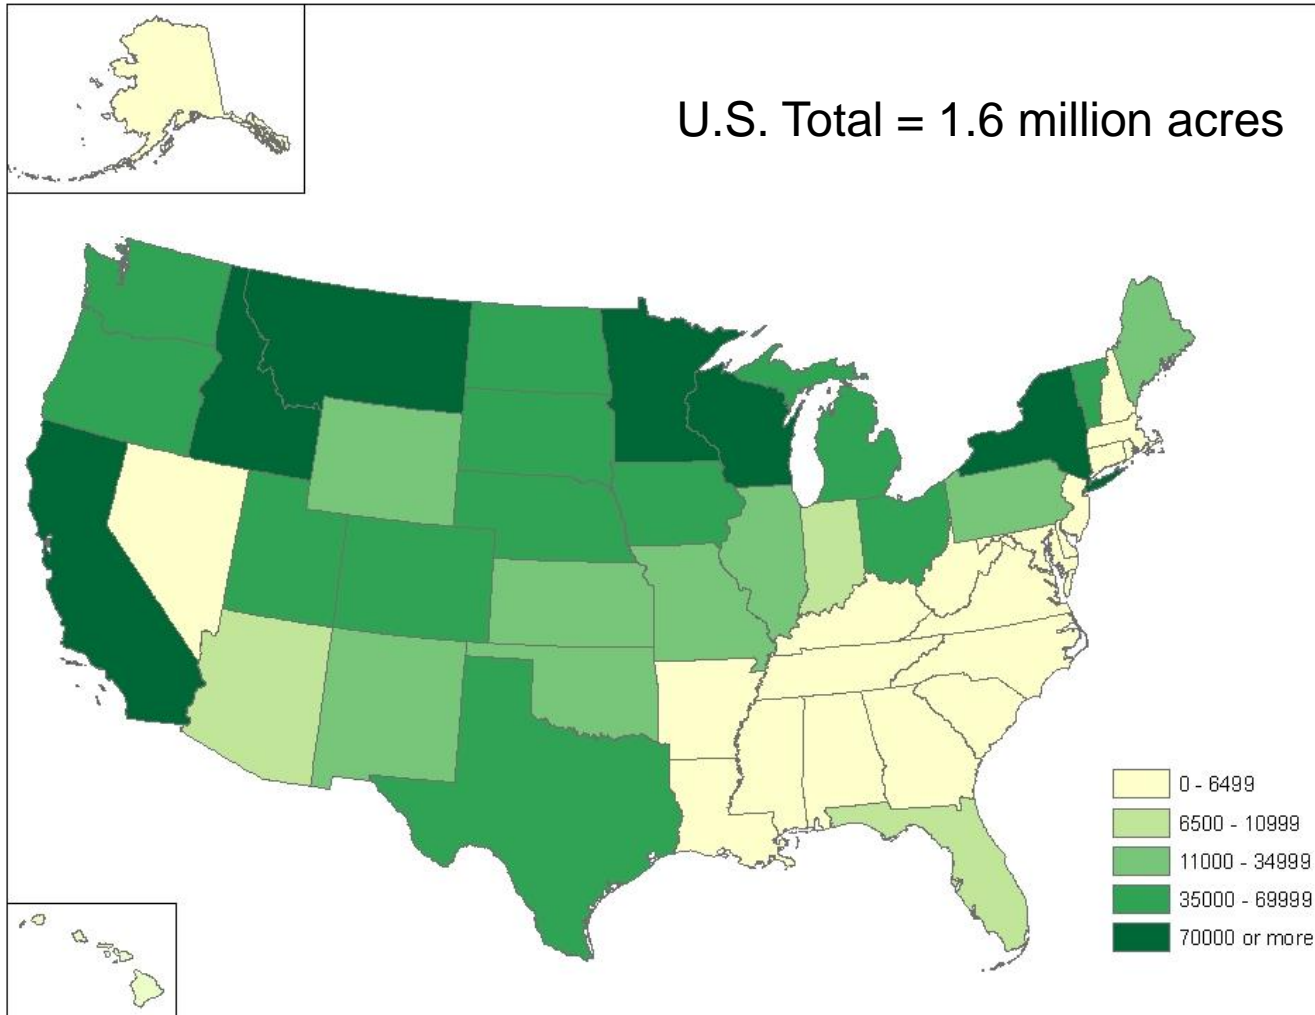 U.S. Total = 1.6 million acres
0 - 6499
6500 - 10999
11000 - 34999
35000 - 69999
70000 or more